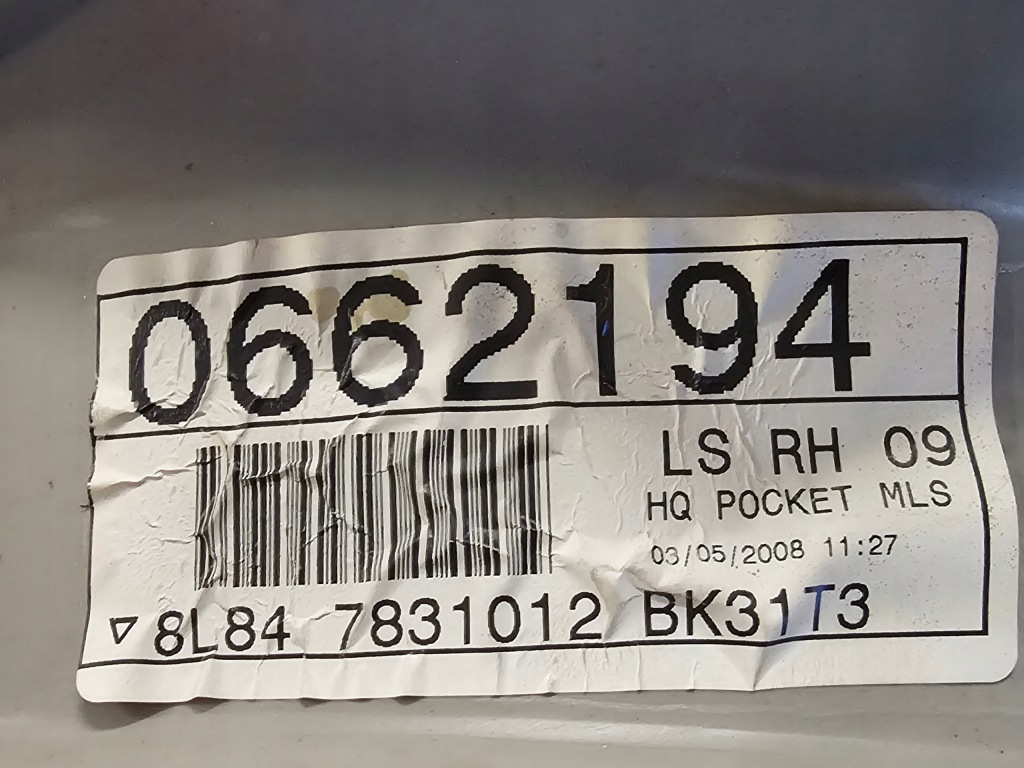 0662194
LS RH 09
HQ POCKET MLS
03/05/2008 11:27
▽ 8L84 7831012 BK31T3